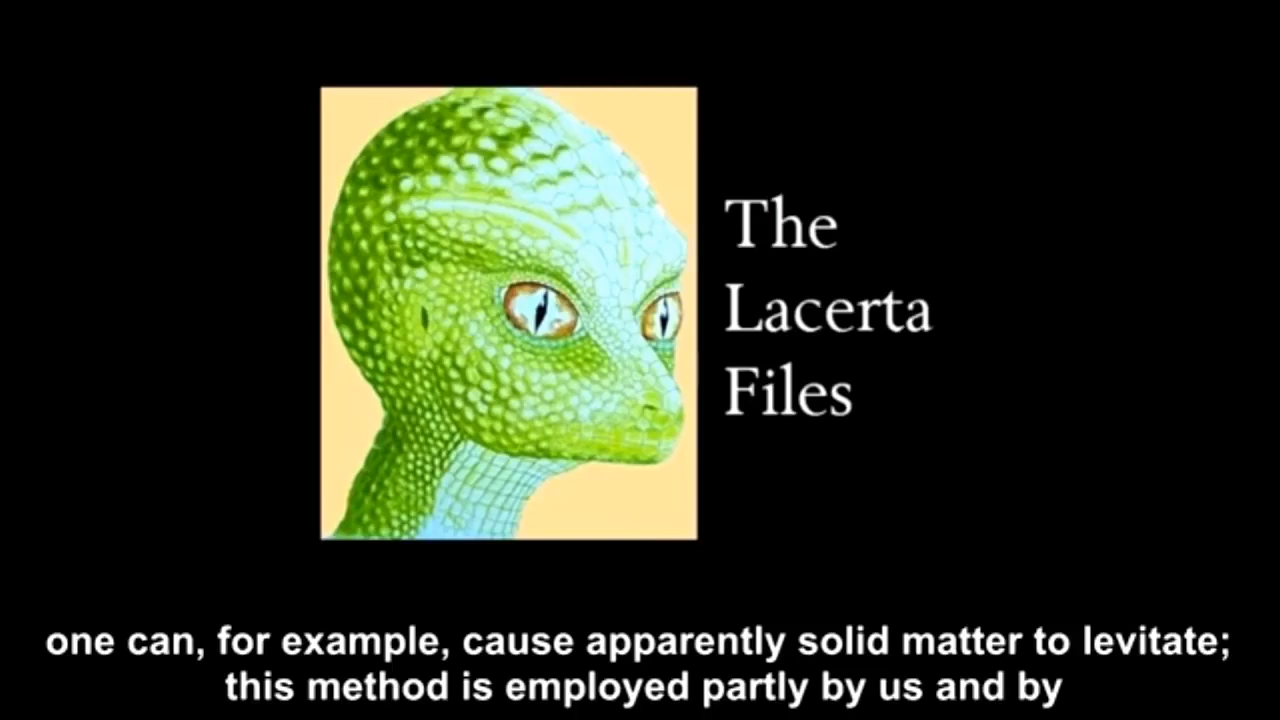 The
Lacerta
Files
one can, for example, cause apparently solid matter to levitate;
this method is employed partly by us and by